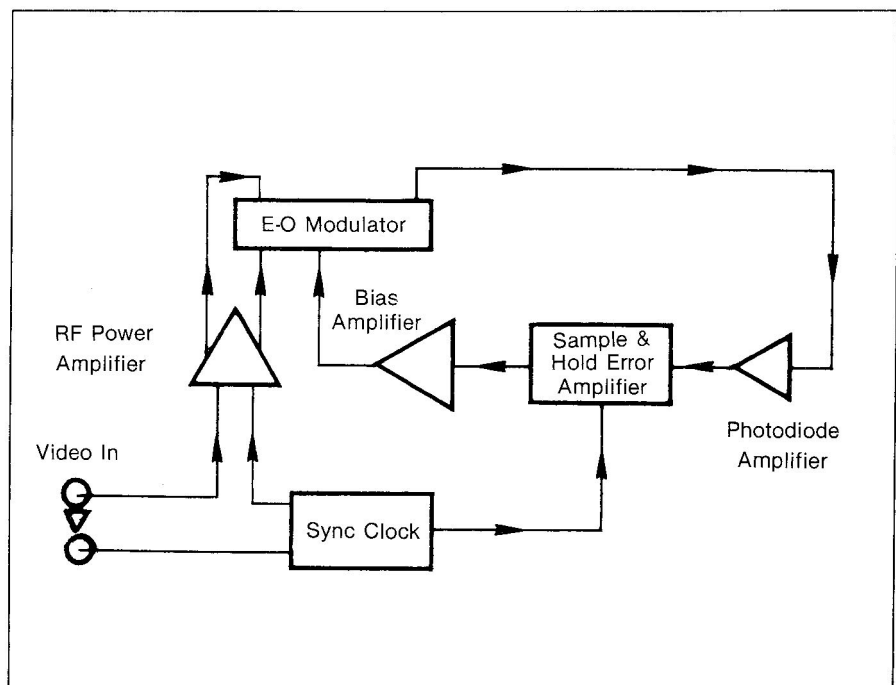 E-O Modulator
Bias
Amplifier
RF Power
Amplifier
Sample &
Hold Error
Amplifier
Photodiode
Amplifier
Video In
Sync Clock